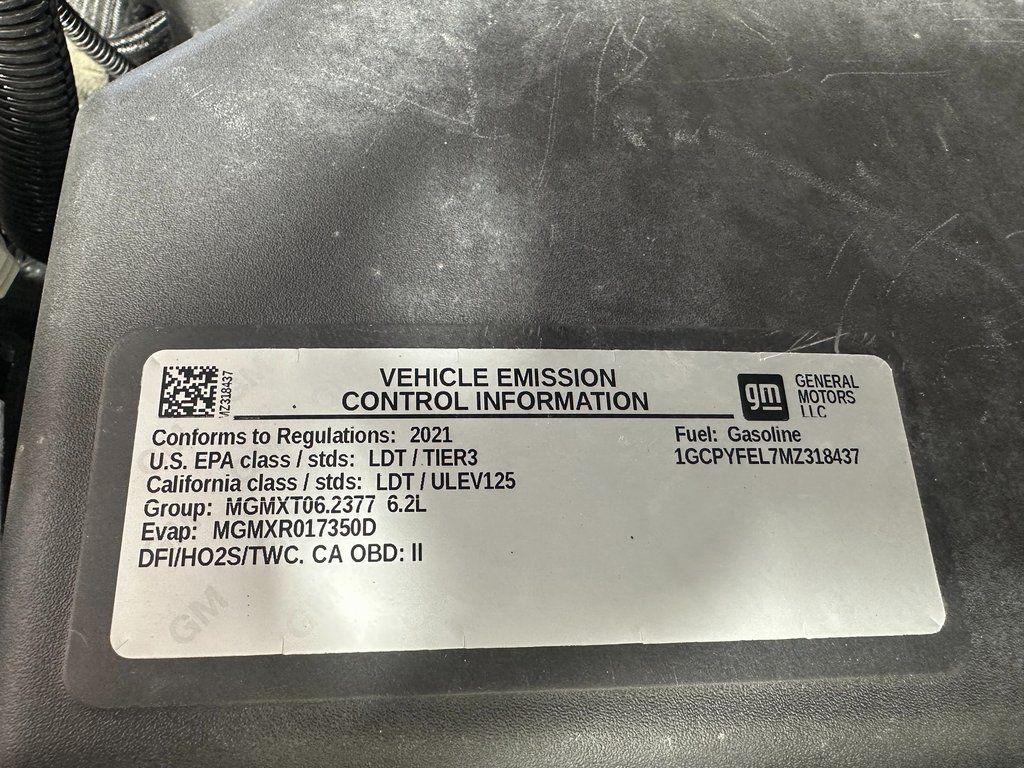 MZ318437
VEHICLE EMISSION
CONTROL INFORMATION
gm
GENERAL
MOTORS
LLC
Conforms to Regulations: 2021
Fuel: Gasoline
U.S. EPA class / stds: LDT / TIER3
1GCPYFEL7MZ318437
California class / stds: LDT / ULEV125
Group: MGMXT06.2377 6.2L
Evap: MGMXR017350D
DFI/HO2S/TWC. CA OBD: II
GM